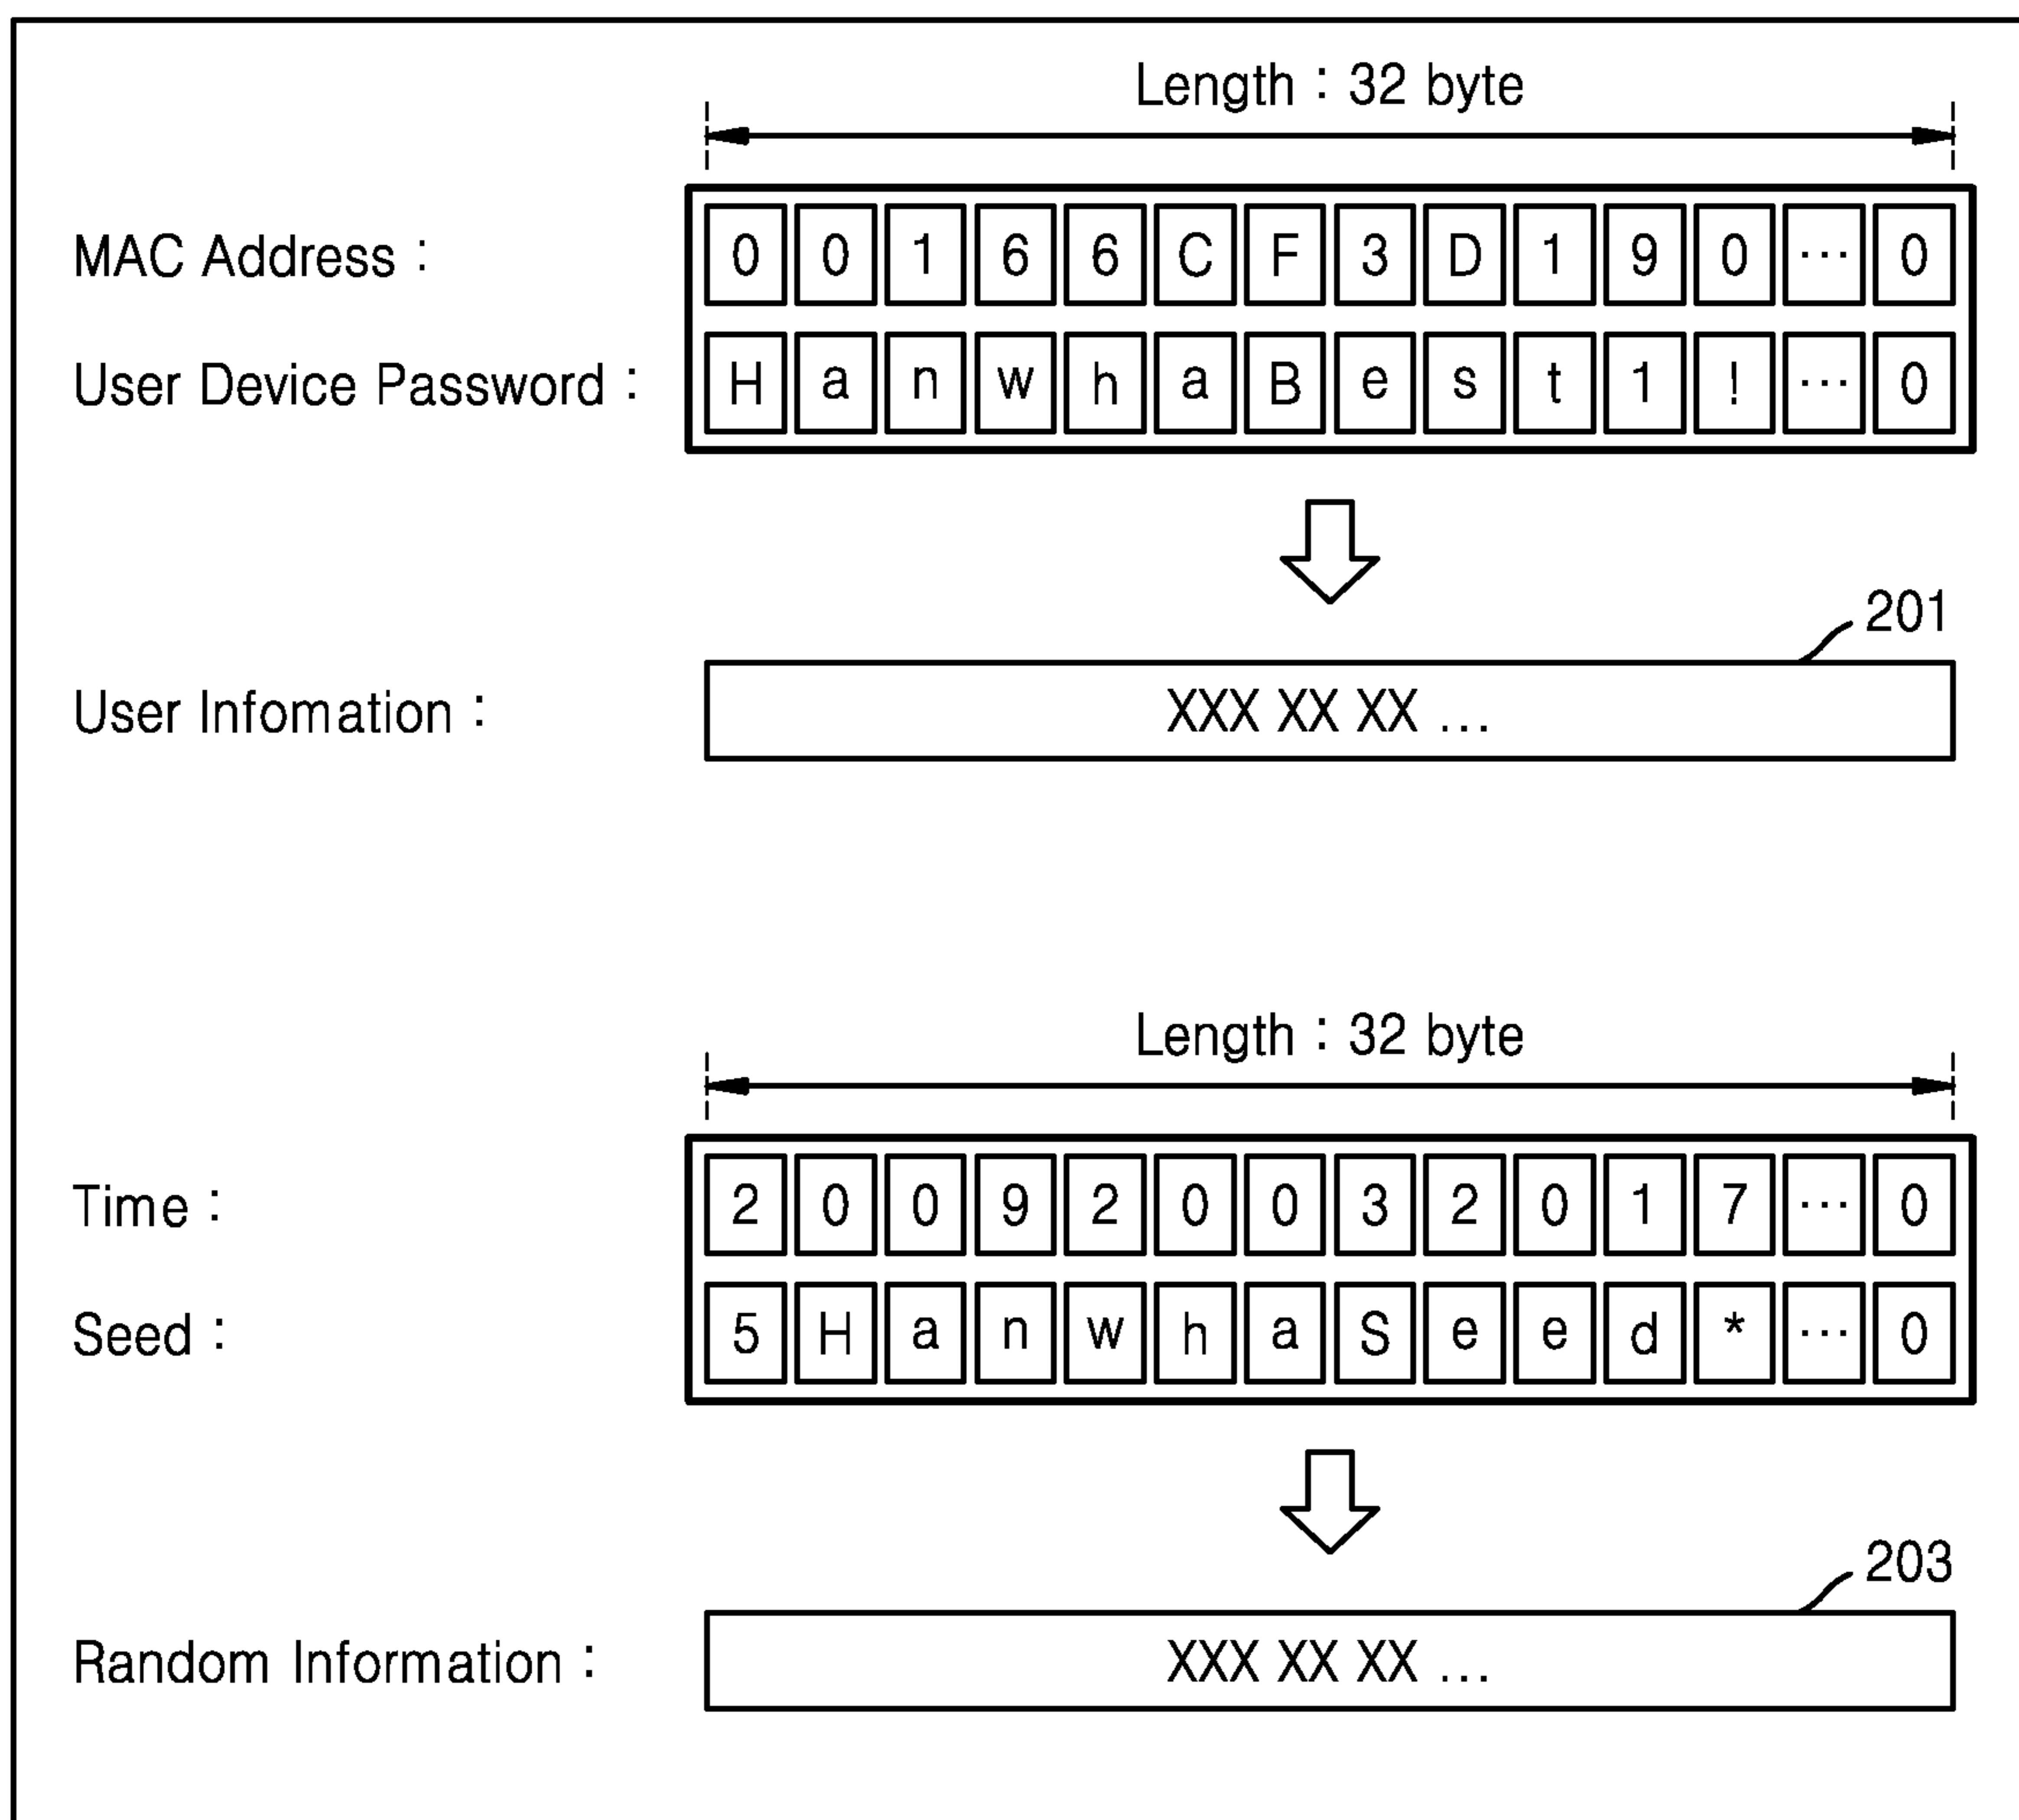 Length : 32 byte
MAC Address : 0 0 1 6 6 C F 3 D 1 9 0 ... 0
User Device Password : H a n w h a B e s t 1 ! ... 0
201
User Infomation : XXX XX XX ...
Length : 32 byte
Time : 2 0 0 9 2 0 0 3 2 0 1 7 ... 0
Seed : 5 H a n w h a S e e d * ... 0
203
Random Information : XXX XX XX ...